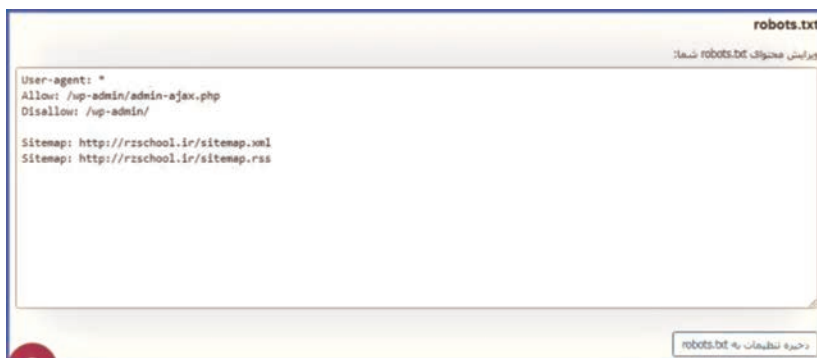 robots.txt
ویرایش محتوای robots.txt شما:
User-agent: *
Allow: /wp-admin/admin-ajax.php
Disallow: /wp-admin/
Sitemap: http://rzschool.ir/sitemap.xml
Sitemap: http://rzschool.ir/sitemap.rss
ذخیره تنظیمات به robots.txt